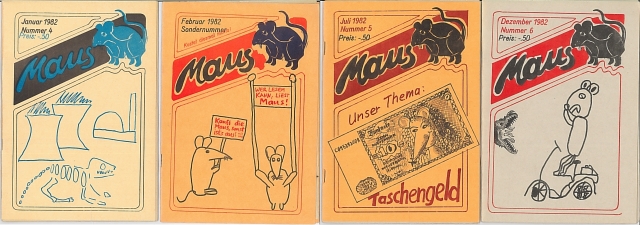 Januar 1982
Nummer 4
Preis: -.50
Maus
Februar 1982
Sondernummer
Maus
Kauft die
Maus, sonst
WER LESEN
KANN, LIEST
Maus!
Juli 1982
Nummer 5
Preis: -.50
Maus
Unser Thema:
Taschengeld
Dezember 1982
Nummer 6
Preis: -.50
Maus